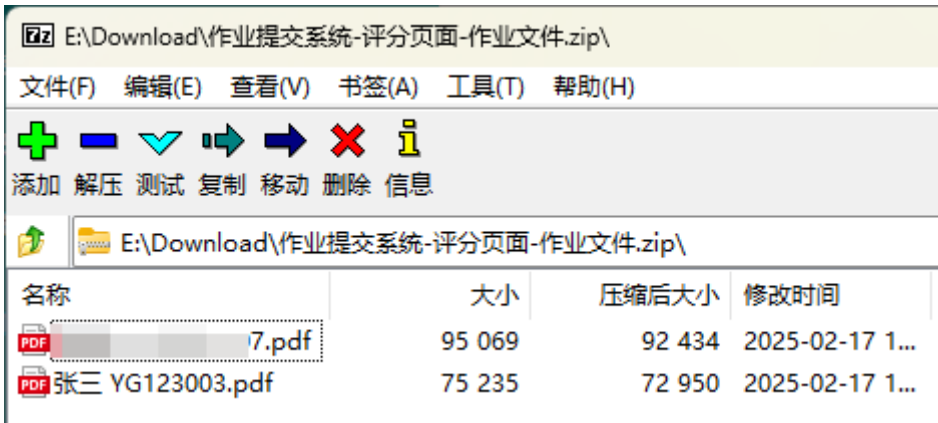 7z E:\Download\作业提交系统-评分页面-作业文件.zip\
文件(F) 编辑(E) 查看(V) 书签(A) 工具(T) 帮助(H)
添加 解压 测试 复制 移动 删除 信息
E:\Download\作业提交系统-评分页面-作业文件.zip\
名称 大小 压缩后大小 修改时间
PDF 7.pdf 95 069 92 434 2025-02-17 1...
PDF 张三 YG123003.pdf 75 235 72 950 2025-02-17 1...